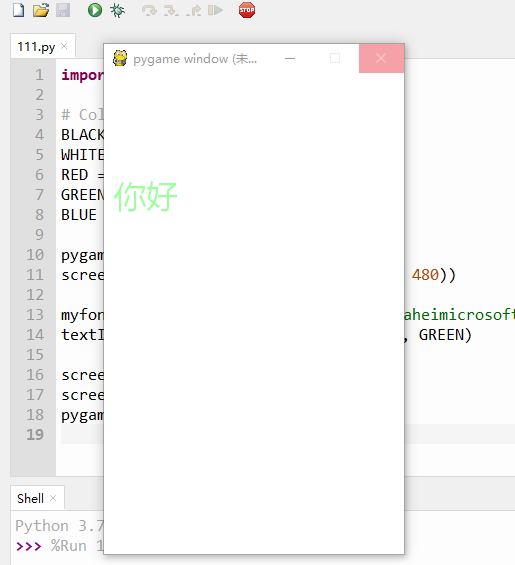 111.py
pygame window (未...
1 impor
2
3 # Col
4 BLACK
5 WHITE
6 RED =
7 GREEN
8 BLUE
9
10 pygam
11 scree 480))
12
13 myfon aheimicrosoft
14 textI , GREEN)
15
16 scree
17 scree
18 pygam
19
你好
Shell
Python 3.7
>>> %Run 1
STOP